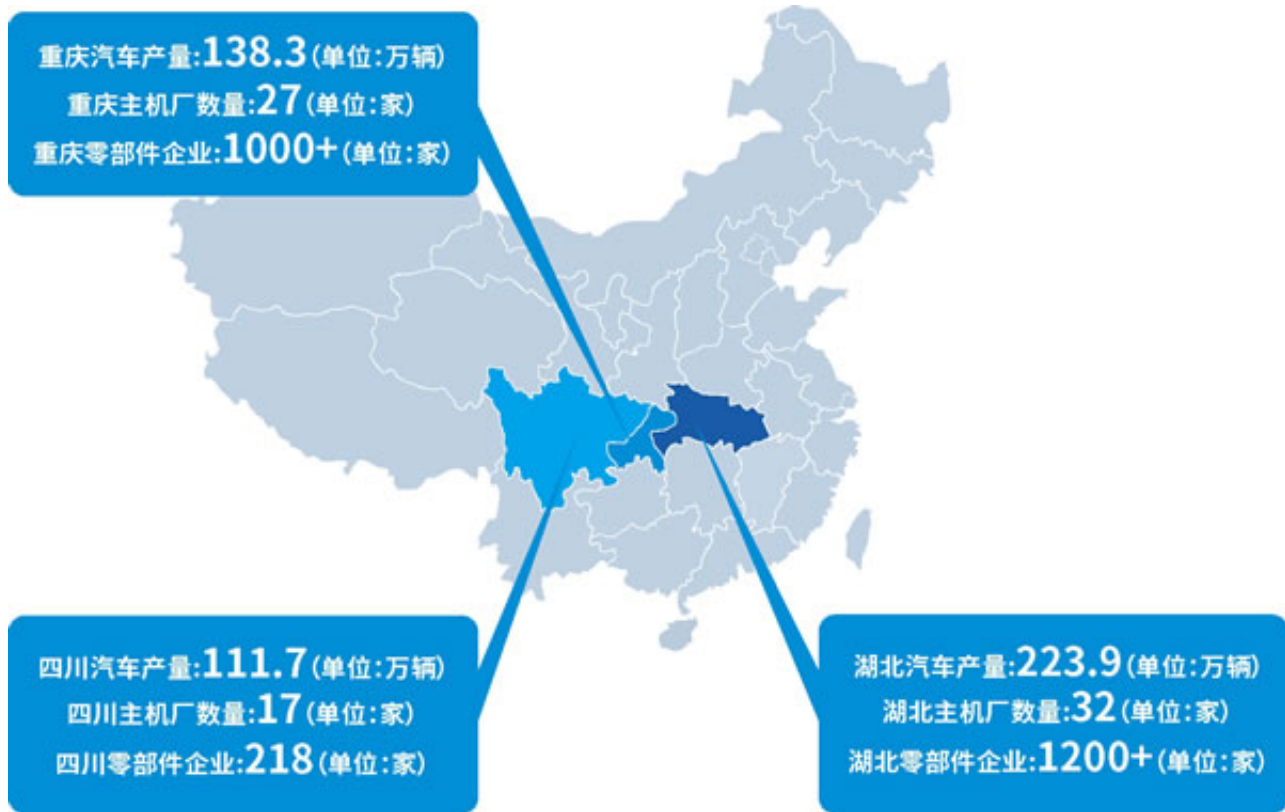 重庆汽车产量:138.3(单位:万辆)
重庆主机厂数量:27(单位:家)
重庆零部件企业:1000+(单位:家)
四川汽车产量:111.7(单位:万辆)
四川主机厂数量:17(单位:家)
四川零部件企业:218(单位:家)
湖北汽车产量:223.9(单位:万辆)
湖北主机厂数量:32(单位:家)
湖北零部件企业:1200+(单位:家)